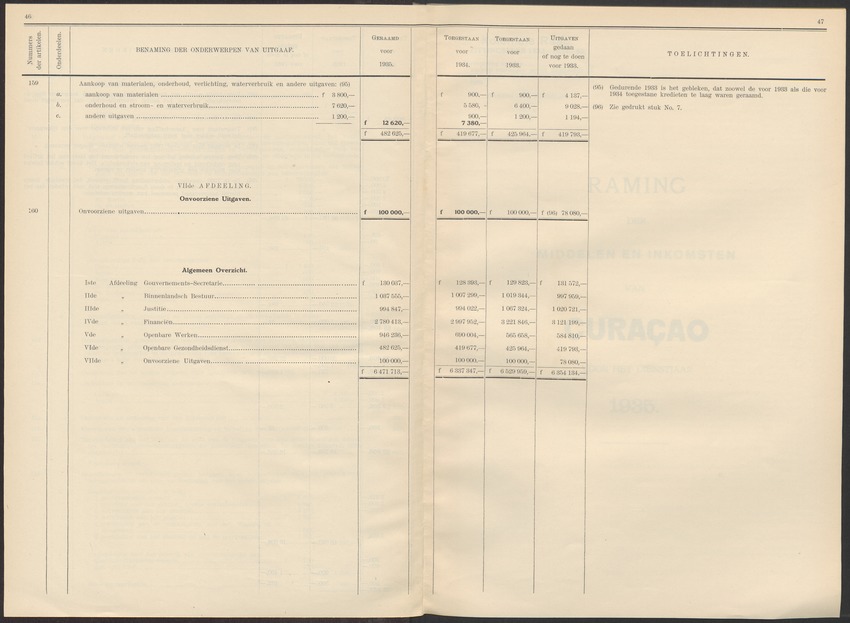 46
47
Nummers der artikelen.
Onderdeelen.
BENAMING DER ONDERWERPEN VAN UITGAAF.
GERAAMD voor 1935.
TOEGESTAAN voor 1934.
TOEGESTAAN voor 1933.
UITGAVEN gedaan of nog te doen voor 1933.
TOELICHTINGEN.
159 Aankoop van materialen, onderhoud, verlichting, waterverbruik en andere uitgaven: (95)
a. aankoop van materialen f 3 800,— f 900,— f 900,— f 4 137,—
b. onderhoud en stroom- en waterverbruik 7 620,— 5 580, - 6 400,— 9 028,—
c. andere uitgaven 1 200,— 900,— 1 200,— 1 194,—
f 12 620,— 7 380,—
f 482 625,— f 419 677,— f 425 964,— f 419 793,—
(95) Gedurende 1933 is het gebleken, dat zoowel de voor 1933 als die voor
1934 toegestane kredieten te laag waren geraamd.
(96) Zie gedrukt stuk No. 7.
VIIde AFDEELING.
Onvoorziene Uitgaven.
160 Onvoorziene uitgaven f 100 000,— f 100 000,— f 100 000,— f (96) 78 080,—
Algemeen Overzicht.
Iste Afdeeling Gouvernements-Secretarie f 130 037,— f 128 393,— f 129 823,— f 131 572,—
IIde „ Binnenlandsch Bestuur 1 037 555,— 1 007 299,— 1 019 344,— 997 959,—
IIIde „ Justitie 994 847,— 994 022,— 1 067 324,— 1 020 721,—
IVde „ Financiën 2 780 413,— 2 997 952,— 3 221 846,— 3 121 199,—
Vde „ Openbare Werken 946 236,— 690 004,— 565 658,— 584 810,—
VIde „ Openbare Gezondheidsdienst 482 625,— 419 677,— 425 964,— 419 793,—
VIIde „ Onvoorziene Uitgaven 100 000,— 100 000,— 100 000,— 78 080,—
f 6 471 713,— f 6 337 347,— f 6 529 959,— f 6 354 134,—